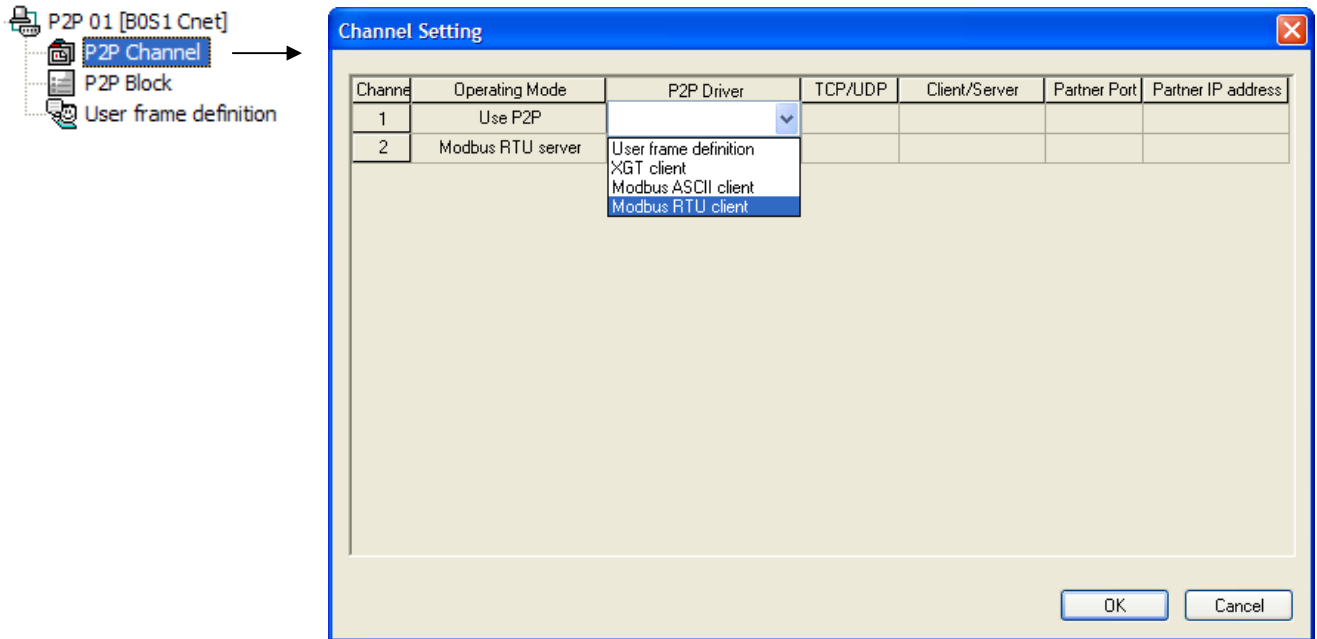 P2P 01 [B0S1 Cnet]
P2P Channel
P2P Block
User frame definition
Channel Setting
Channe Operating Mode P2P Driver TCP/UDP Client/Server Partner Port Partner IP address
1 Use P2P
2 Modbus RTU server
User frame definition
XGT client
Modbus ASCII client
Modbus RTU client
OK Cancel